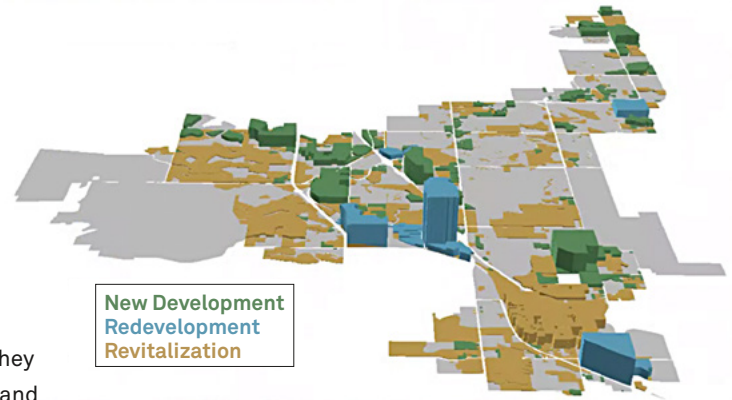 New Development
Redevelopment
Revitalization
hey
and